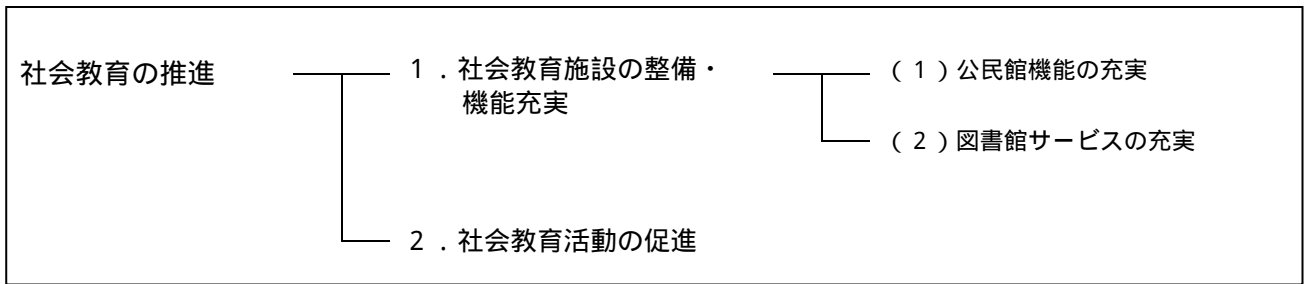 社会教育の推進
1．社会教育施設の整備・
機能充実
（1）公民館機能の充実
（2）図書館サービスの充実
2．社会教育活動の促進